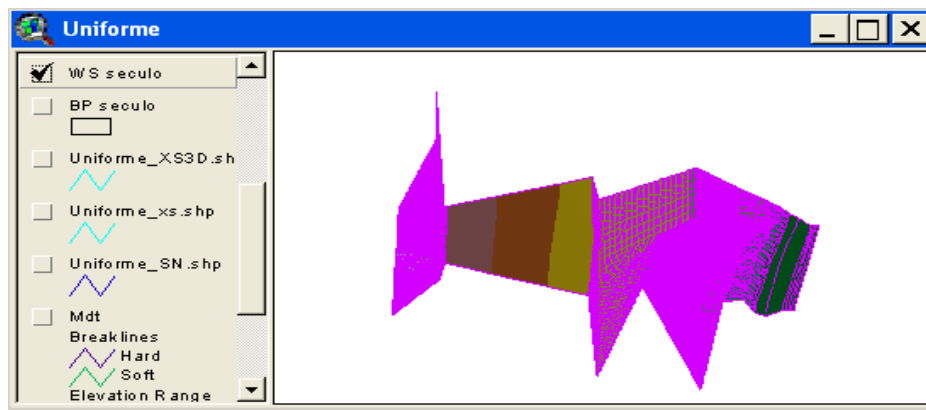 Uniforme
WS seculo
BP seculo
Uniforme_XS3D.sh
Uniforme_xs.shp
Uniforme_SN.shp
Mdt
Breaklines
Hard
Soft
Elevation Range